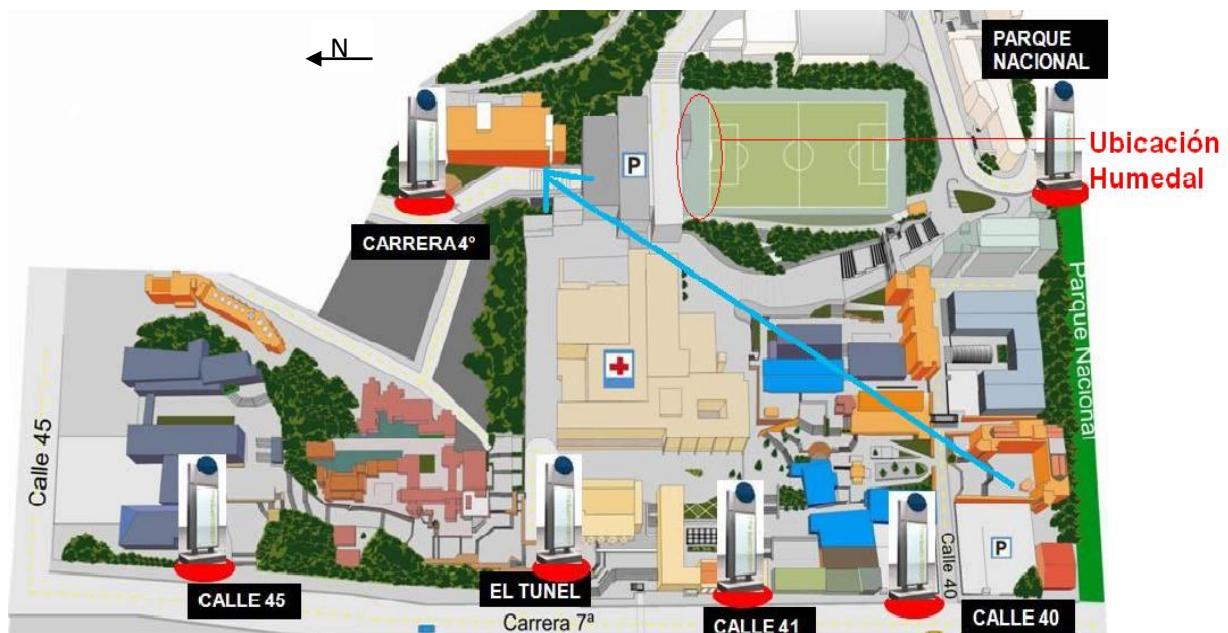 N
PARQUE
NACIONAL
P
Ubicación
Humedal
CARRERA 4º
Parque Nacional
Calle 45
Calle 40
P
CALLE 45
EL TUNEL
Carrera 7ª
CALLE 41
CALLE 40